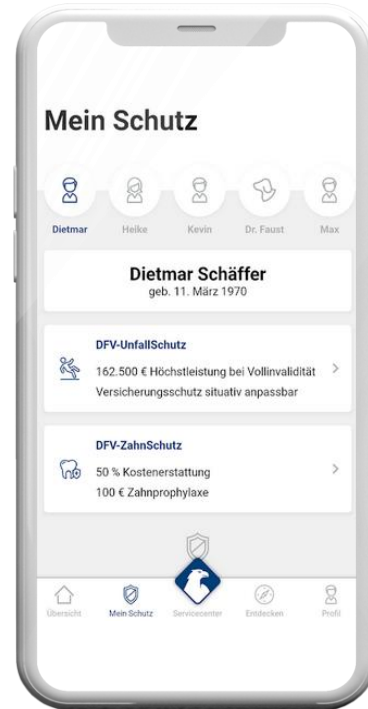 Mein Schutz
Dietmar Heike Kevin Dr. Faust Max
Dietmar Schäffer
geb. 11. März 1970
DFV-UnfallSchutz
162.500 € Höchstleistung bei Vollinvalidität
Versicherungsschutz situativ anpassbar
DFV-ZahnSchutz
50 % Kostenerstattung
100 € Zahnprophylaxe
Übersicht Mein Schutz Servicecenter Entdecken Profil